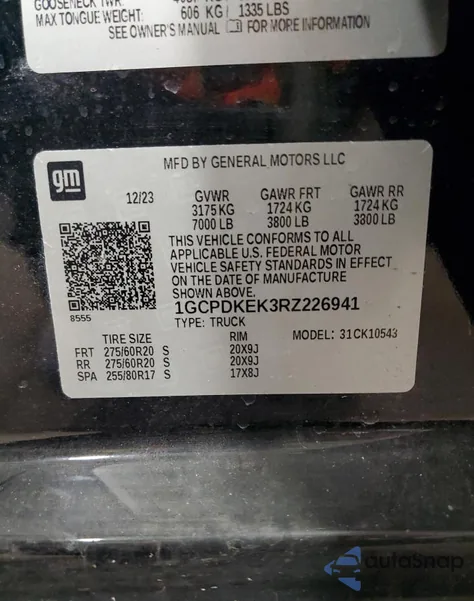 GOOSENECK TWR:
MAX TONGUE WEIGHT: 606 KG / 1335 LBS
SEE OWNER'S MANUAL FOR MORE INFORMATION
gm
MFD BY GENERAL MOTORS LLC
12/23 GVWR GAWR FRT GAWR RR
3175 KG 1724 KG 1724 KG
7000 LB 3800 LB 3800 LB
THIS VEHICLE CONFORMS TO ALL
APPLICABLE U.S. FEDERAL MOTOR
VEHICLE SAFETY STANDARDS IN EFFECT
ON THE DATE OF MANUFACTURE
SHOWN ABOVE.
8555
1GCPDKEK3RZ226941
TYPE: TRUCK MODEL: 31CK10543
TIRE SIZE RIM
FRT 275/60R20 S 20X9J
RR 275/60R20 S 20X9J
SPA 255/80R17 S 17X8J
autoSnap